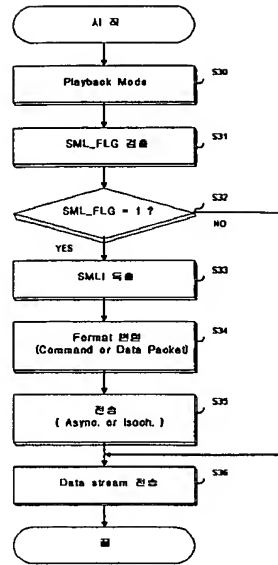 시 작
Playback Mode
S30
SML_FLG 검출
S31
SML_FLG = 1 ?
S32
NO
YES
SMLI 독출
S33
Format 변환
(Command or Data Packet)
S34
전송
( Async. or Isoch. )
S35
Data stream 전송
S36
끝